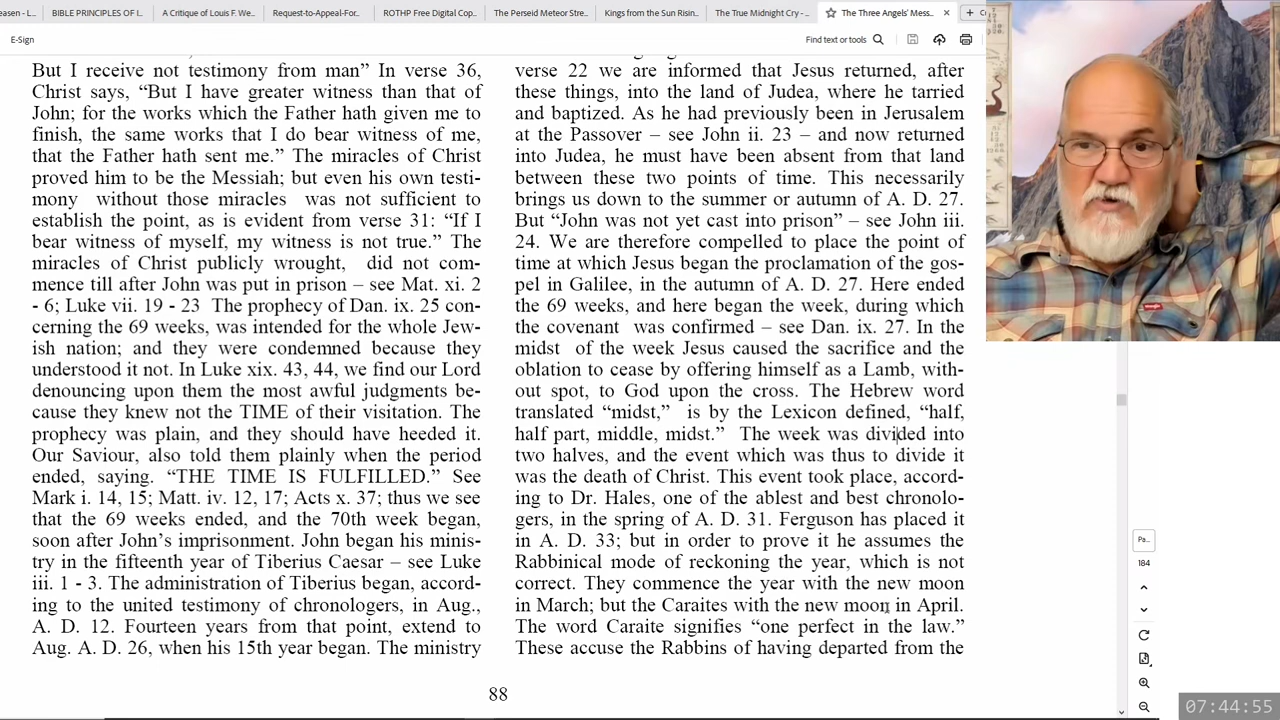 easen - L...
BIBLE PRINCIPLES OF I...
A Critique of Louis F. We...
Request-to-Appeal-For...
ROTHP Free Digital Cop...
The Perseid Meteor Stre...
Kings from the Sun Risin...
The True Midnight Cry - ...
The Three Angels' Mess...
E-Sign
Find text or tools
But I receive not testimony from man” In verse 36,
Christ says, “But I have greater witness than that of
John; for the works which the Father hath given me to
finish, the same works that I do bear witness of me,
that the Father hath sent me.” The miracles of Christ
proved him to be the Messiah; but even his own testi-
mony without those miracles was not sufficient to
establish the point, as is evident from verse 31: “If I
bear witness of myself, my witness is not true.” The
miracles of Christ publicly wrought, did not com-
mence till after John’s was put in prison – see Mat. xi. 2
- 6; Luke vii. 19 - 23 The prophecy of Dan. ix. 25 con-
cerning the 69 weeks, was intended for the whole Jew-
ish nation; and they were condemned because they
understood it not. In Luke xix. 43, 44, we find our Lord
denouncing upon them the most awful judgments be-
cause they knew not the TIME of their visitation. The
prophecy was plain, and they should have heeded it.
Our Saviour, also told them plainly when the period
ended, saying. “THE TIME IS FULFILLED.” See
Mark i. 14, 15; Matt. iv. 12, 17; Acts x. 37; thus we see
that the 69 weeks ended, and the 70th week began,
soon after John’s imprisonment. John began his minis-
try in the fifteenth year of Tiberius Caesar – see Luke
iii. 1 - 3. The administration of Tiberius began, accord-
ing to the united testimony of chronologers, in Aug.,
A. D. 12. Fourteen years from that point, extend to
Aug. A. D. 26, when his 15th year began. The ministry
verse 22 we are informed that Jesus returned, after
these things, into the land of Judea, where he tarried
and baptized. As he had previously been in Jerusalem
at the Passover – see John ii. 23 – and now returned
into Judea, he must have been absent from that land
between these two points of time. This necessarily
brings us down to the summer or autumn of A. D. 27.
But “John was not yet cast into prison” – see John iii.
24. We are therefore compelled to place the point of
time at which Jesus began the proclamation of the gos-
pel in Galilee, in the autumn of A. D. 27. Here ended
the 69 weeks, and here began the week, during which
the covenant was confirmed – see Dan. ix. 27. In the
midst of the week Jesus caused the sacrifice and the
oblation to cease by offering himself as a Lamb, with-
out spot, to God upon the cross. The Hebrew word
translated “midst,” is by the Lexicon defined, “half,
half part, middle, midst.” The week was divided into
two halves, and the event which was thus to divide it
was the death of Christ. This event took place, accord-
ing to Dr. Hales, one of the ablest and best chronolo-
gers, in the spring of A. D. 31. Ferguson has placed it
in A. D. 33; but in order to prove it he assumes the
Rabbinical mode of reckoning the year, which is not
correct. They commence the year with the new moon
in March; but the Caraites with the new moon in April.
The word Caraite signifies “one perfect in the law.”
These accuse the Rabbins of having departed from the
88
Pa...
184
07:44:55